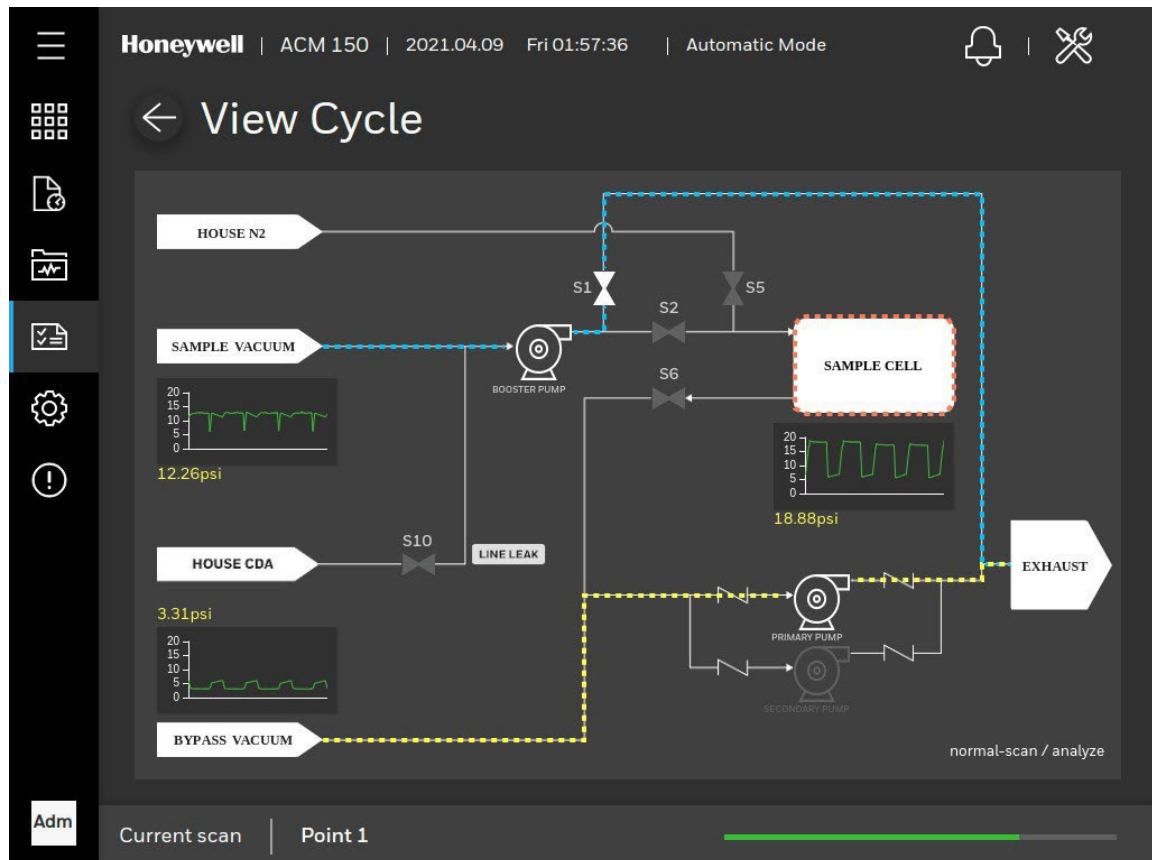 Honeywell | ACM 150 | 2021.04.09 Fri 01:57:36 | Automatic Mode
View Cycle
HOUSE N2
S1
S5
S2
SAMPLE VACUUM
SAMPLE CELL
BOOSTER PUMP
S6
20
15
10
5
0
12.26psi
20
15
10
5
0
18.88psi
S10
LINE LEAK
HOUSE CDA
EXHAUST
3.31psi
20
15
10
5
0
PRIMARY PUMP
SECONDARY PUMP
BYPASS VACUUM
normal-scan / analyze
Adm
Current scan | Point 1